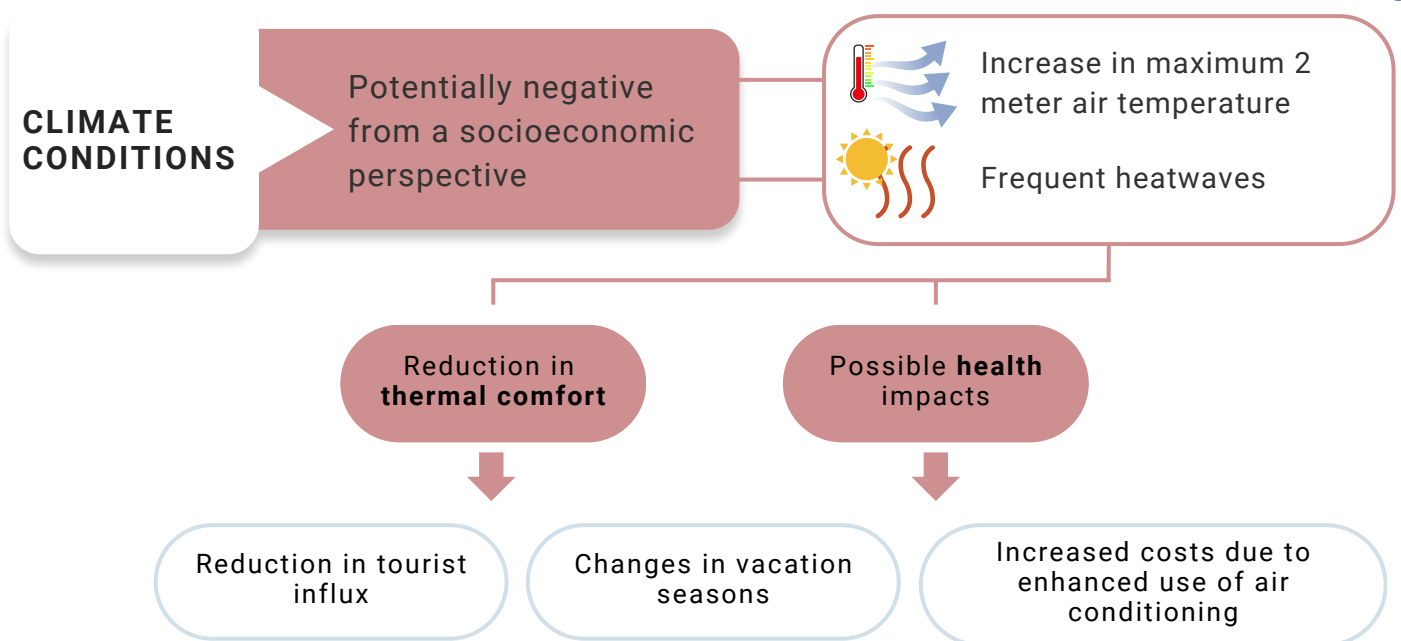 CLIMATE
CONDITIONS
Potentially negative
from a socioeconomic
perspective
Increase in maximum 2
meter air temperature
Frequent heatwaves
Reduction in
thermal comfort
Possible health
impacts
Reduction in tourist
influx
Changes in vacation
seasons
Increased costs due to
enhanced use of air
conditioning